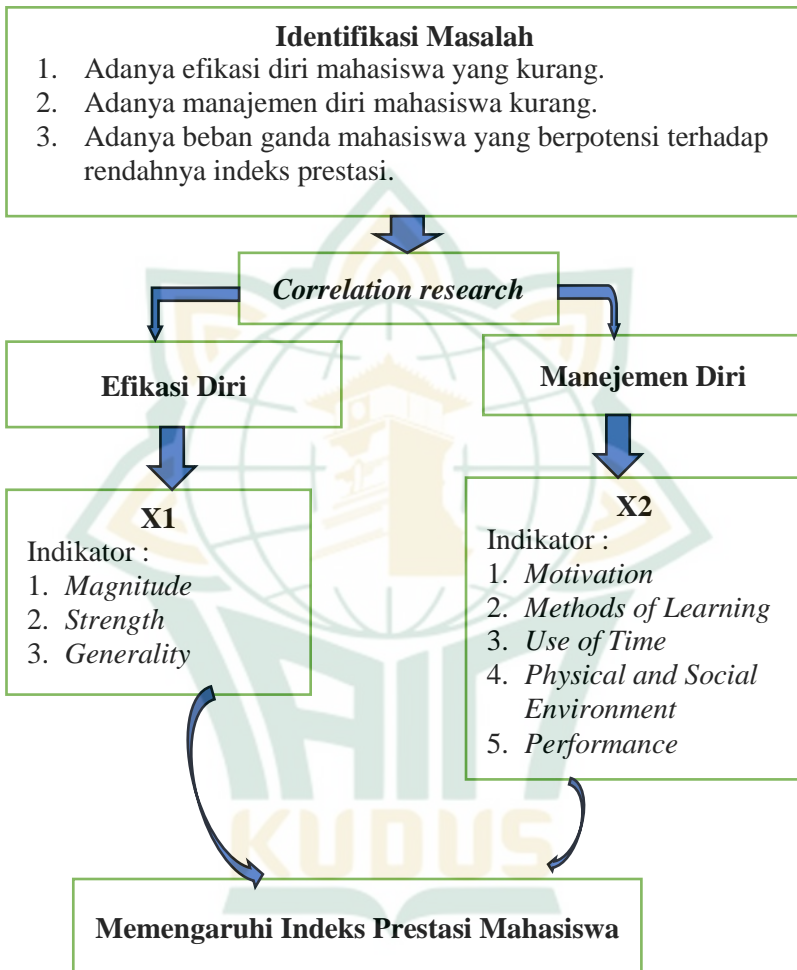 Identifikasi Masalah
1. Adanya efikasi diri mahasiswa yang kurang.
2. Adanya manajemen diri mahasiswa kurang.
3. Adanya beban ganda mahasiswa yang berpotensi terhadap
rendahnya indeks prestasi.
Correlation research
Efikasi Diri
Manejemen Diri
X1
Indikator :
1. Magnitude
2. Strength
3. Generality
X2
Indikator :
1. Motivation
2. Methods of Learning
3. Use of Time
4. Physical and Social
Environment
5. Performance
IAIN
KUDUS
Memengaruhi Indeks Prestasi Mahasiswa